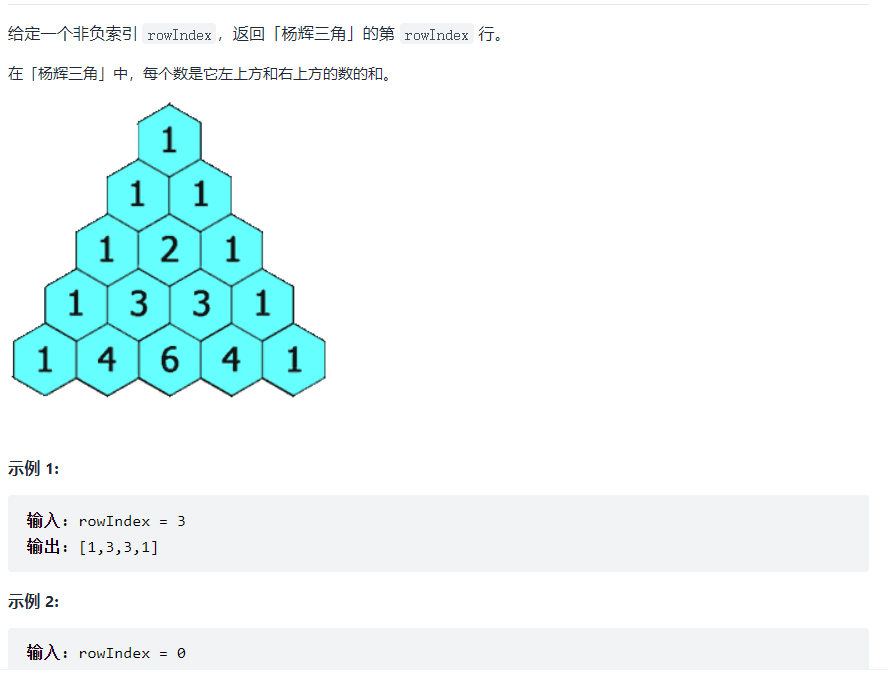 给定一个非负索引 rowIndex，返回「杨辉三角」的第 rowIndex 行。
在「杨辉三角」中，每个数是它左上方和右上方的数的和。
1
1 1
1 2 1
1 3 3 1
1 4 6 4 1
示例 1:
输入: rowIndex = 3
输出: [1,3,3,1]
示例 2:
输入: rowIndex = 0